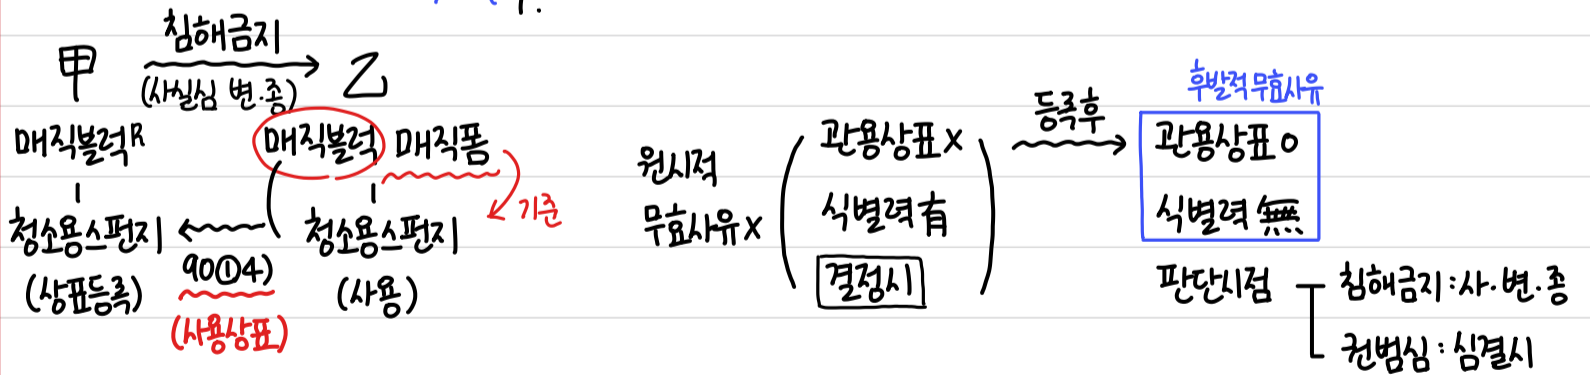 침해금지
甲 乙
(사실심 변·종)
매직블럭R
매직블럭 매직폼
기준
청소용스펀지
청소용스펀지
90①4)
(상표등록)
(사용)
(사용상표)
원시적
무효사유×
관용상표×
식별력有
결정시
등록후
후발적무효사유
관용상표○
식별력無
판단시점
침해금지:사·변·종
권범심:심결시